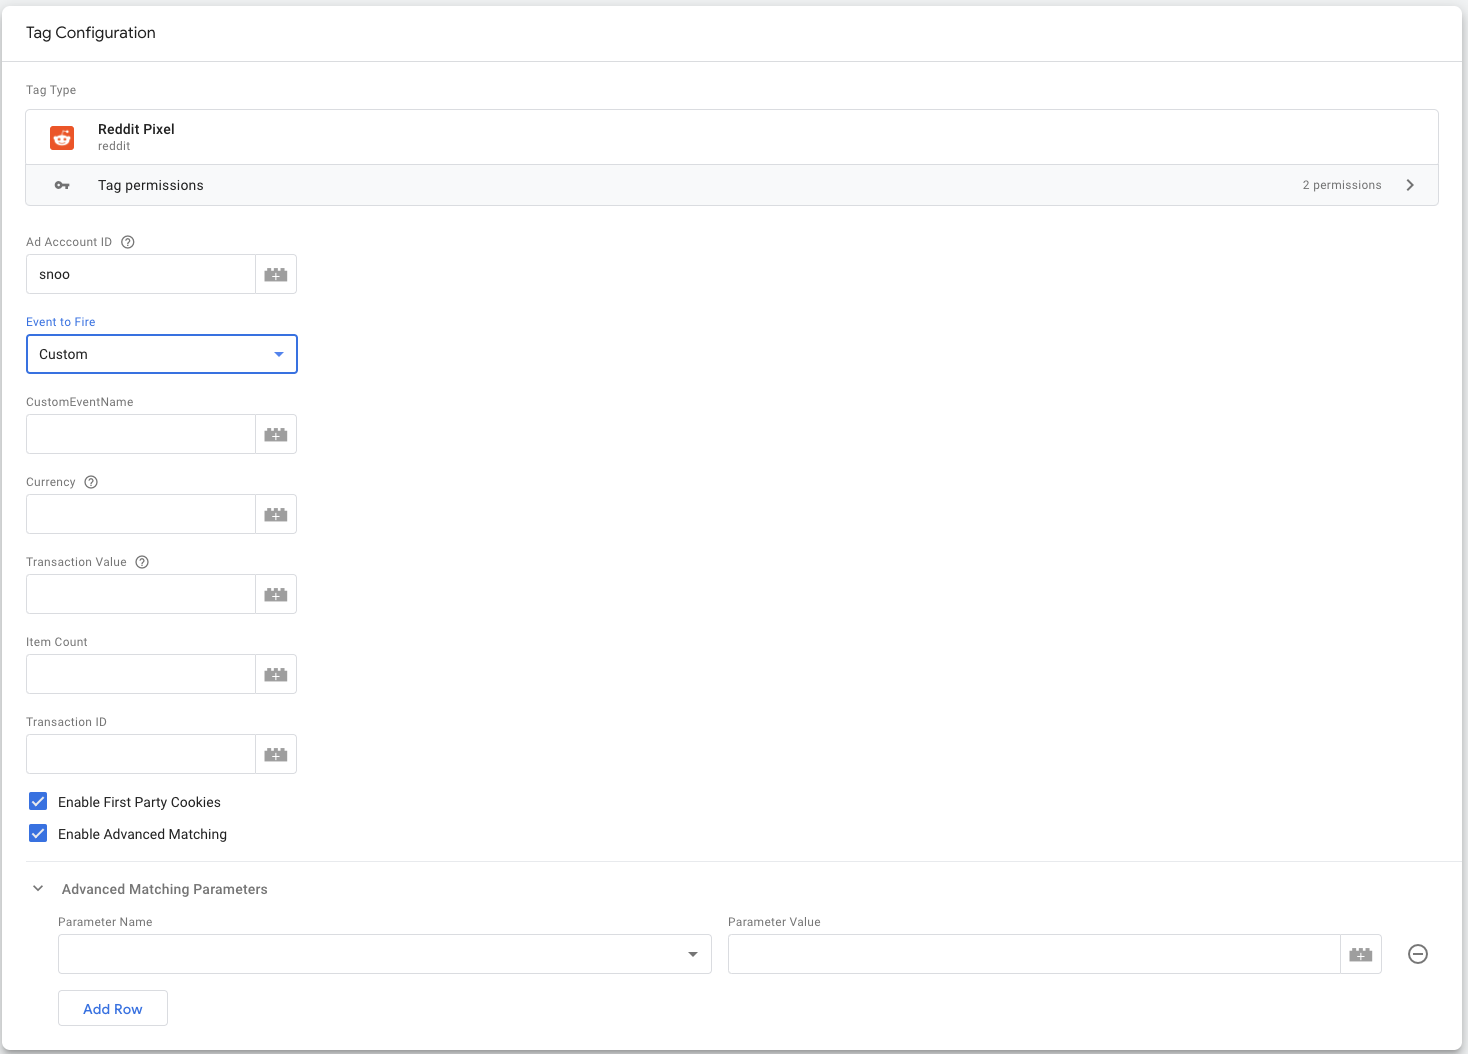 Tag Configuration
Tag Type
Reddit Pixel
reddit
Tag permissions 2 permissions
Ad Acccount ID ?
snoo
Event to Fire
Custom
CustomEventName
Currency ?
Transaction Value ?
Item Count
Transaction ID
Enable First Party Cookies
Enable Advanced Matching
Advanced Matching Parameters
Parameter Name Parameter Value
Add Row